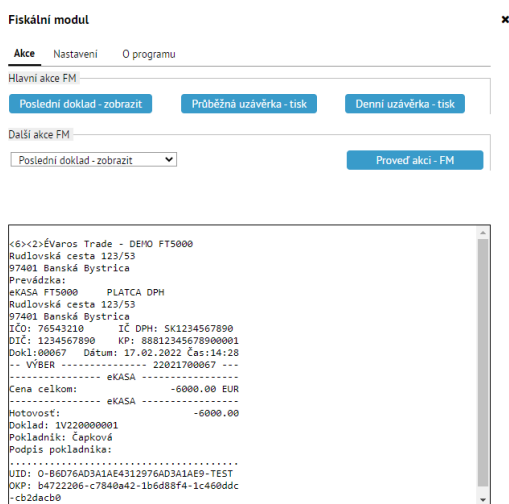 Fiskální modul ✖
Akce Nastavení O programu
Hlavní akce FM
Poslední doklad - zobrazit Průběžná uzávěrka - tisk Denní uzávěrka - tisk
Další akce FM
Poslední doklad - zobrazit Proveď akci - FM
<6><2>ÉVaros Trade - DEMO FT5000
Rudlovská cesta 123/53
97401 Banská Bystrica
Prevádzka:
eKASA FT5000 PLATCA DPH
Rudlovská cesta 123/53
97401 Banská Bystrica
IČO: 76543210 IČ DPH: SK1234567890
DIČ: 1234567890 KP: 88812345678900001
Dokl:00067 Dátum: 17.02.2022 Čas:14:28
-- VÝBER --------------- 22021700067 ---
---------------- eKASA -----------------
Cena celkom: -6000.00 EUR
---------------- eKASA -----------------
Hotovosť: -6000.00
Doklad: 1V220000001
Pokladnik: Čapková
Podpis pokladnika:
........................................
UID: O-B6D76AD3A1AE4312976AD3A1AE9-TEST
OKP: b4722206-c7840a42-1b6d88f4-1c460ddc
-cb2dacb0